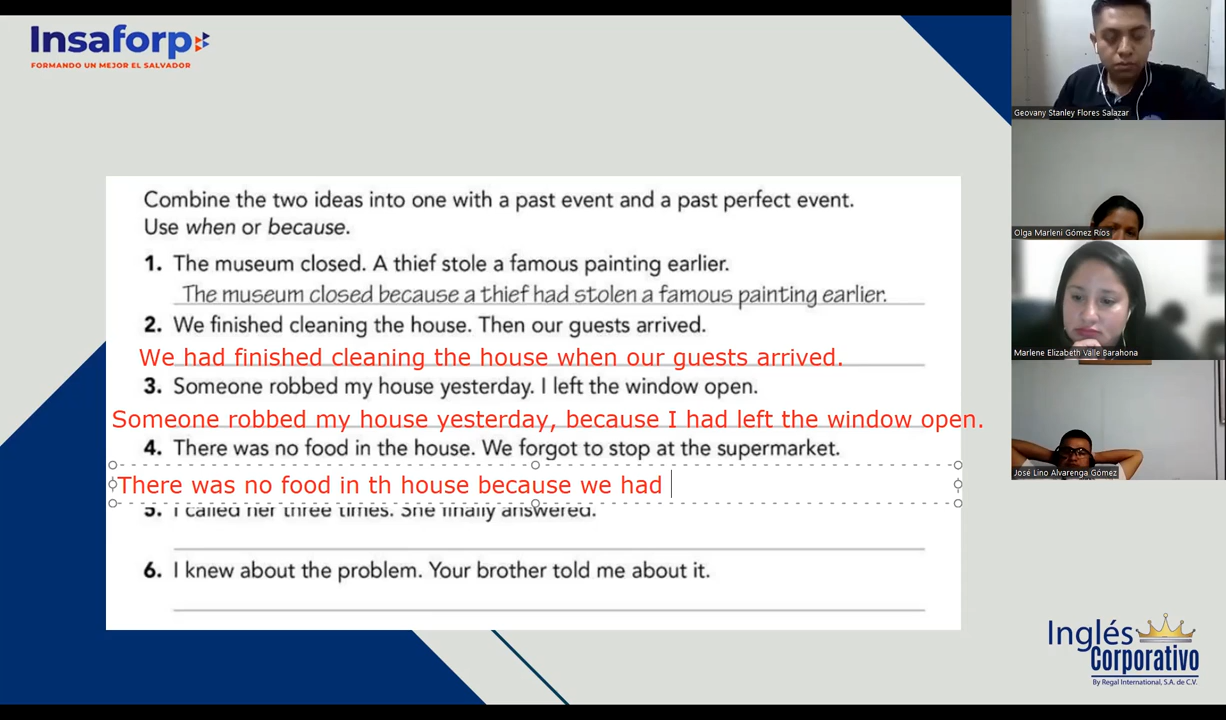 Insaforp
FORMANDO UN MEJOR EL SALVADOR
Combine the two ideas into one with a past event and a past perfect event.
Use when or because.
1. The museum closed. A thief stole a famous painting earlier.
The museum closed because a thief had stolen a famous painting earlier.
2. We finished cleaning the house. Then our guests arrived.
We had finished cleaning the house when our guests arrived.
3. Someone robbed my house yesterday. I left the window open.
Someone robbed my house yesterday, because I had left the window open.
4. There was no food in the house. We forgot to stop at the supermarket.
There was no food in th house because we had
5. I called her three times. She finally answered.
6. I knew about the problem. Your brother told me about it.
Geovany Stanley Flores Salazar
Olga Marleni Gómez Ríos
Marlene Elizabeth Valle Barahona
José Lino Alvarenga Gómez
Inglés
Corporativo
By Regal International, S.A. de C.V.